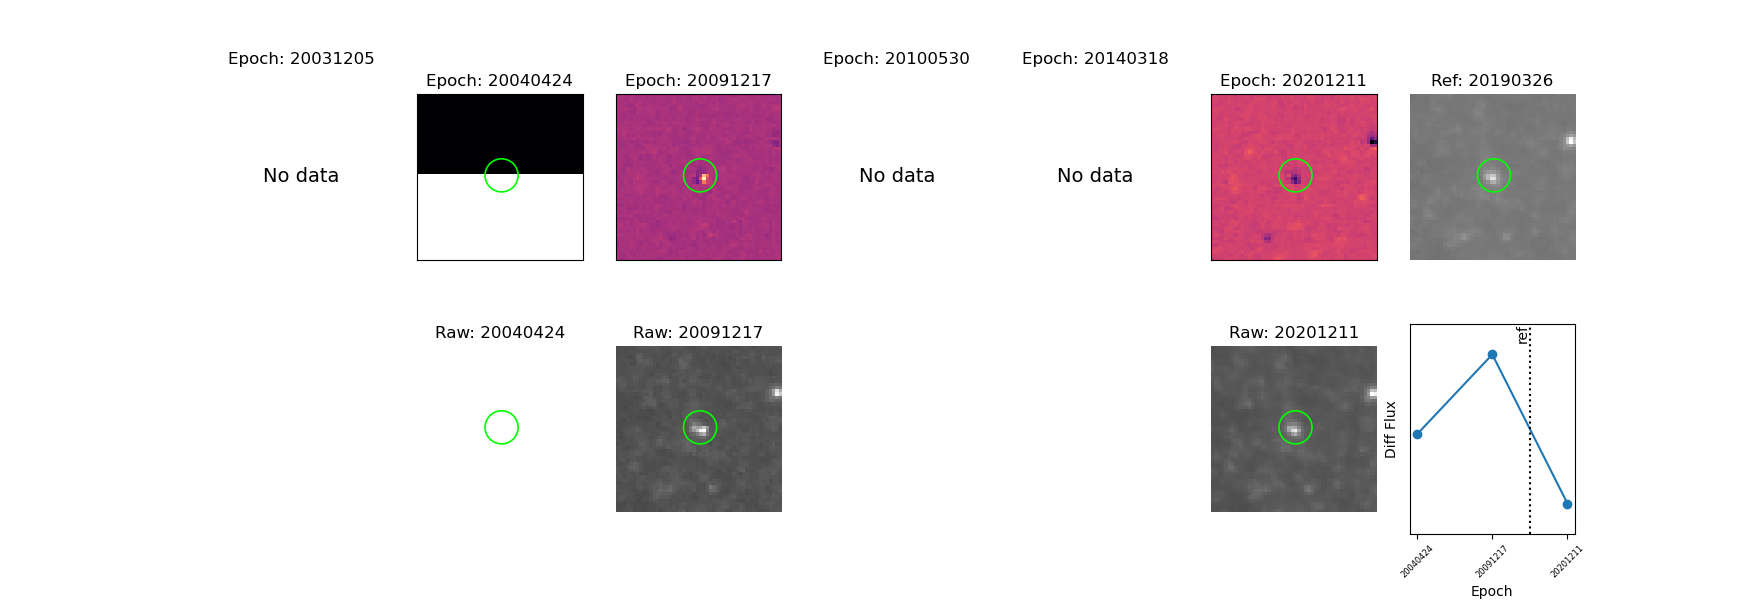 Epoch: 20031205
Epoch: 20040424
Epoch: 20091217
Epoch: 20100530
Epoch: 20140318
Epoch: 20201211
Ref: 20190326
No data
No data
No data
Raw: 20040424
Raw: 20091217
Raw: 20201211
ref
Diff Flux
20040424
20091217
20201211
Epoch